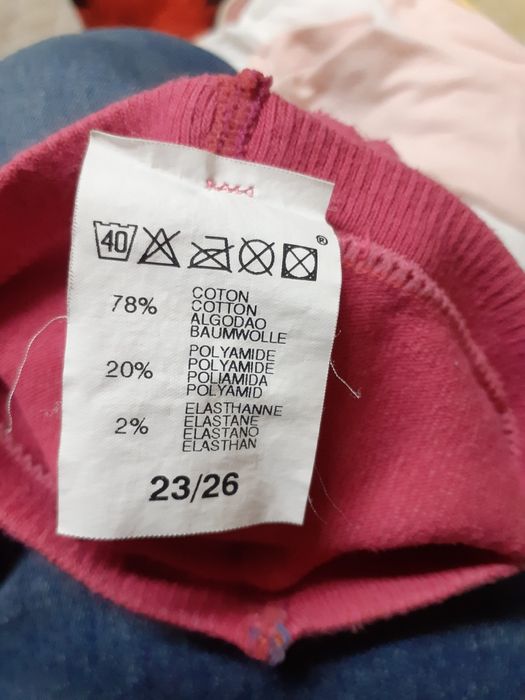 40 ®
78% COTON
COTTON
ALGODAO
BAUMWOLLE
20% POLYAMIDE
POLYAMIDE
POLIAMIDA
POLYAMID
2% ELASTHANNE
ELASTANE
ELASTANO
ELASTHAN
23/26